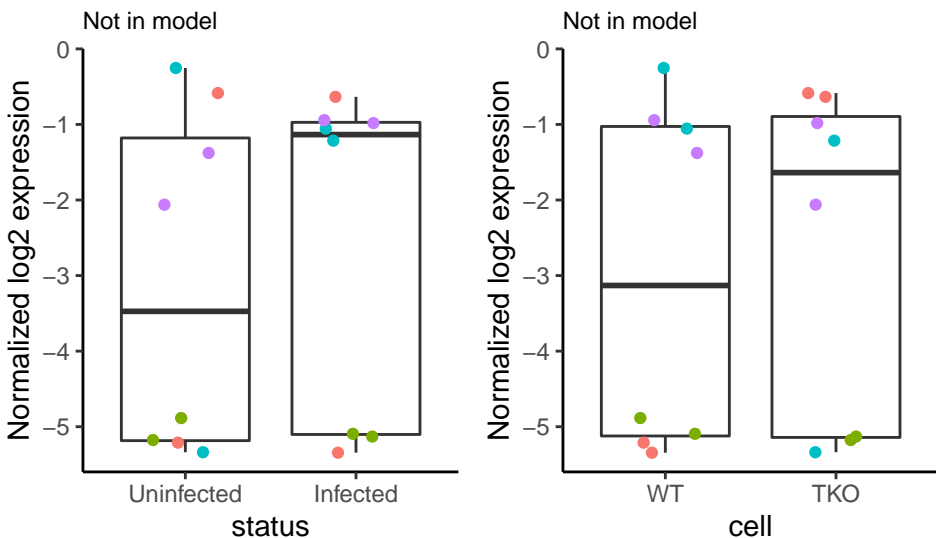 Not in model
Normalized log2 expression
0
−1
−2
−3
−4
−5
Uninfected
Infected
status
Not in model
Normalized log2 expression
0
−1
−2
−3
−4
−5
WT
TKO
cell